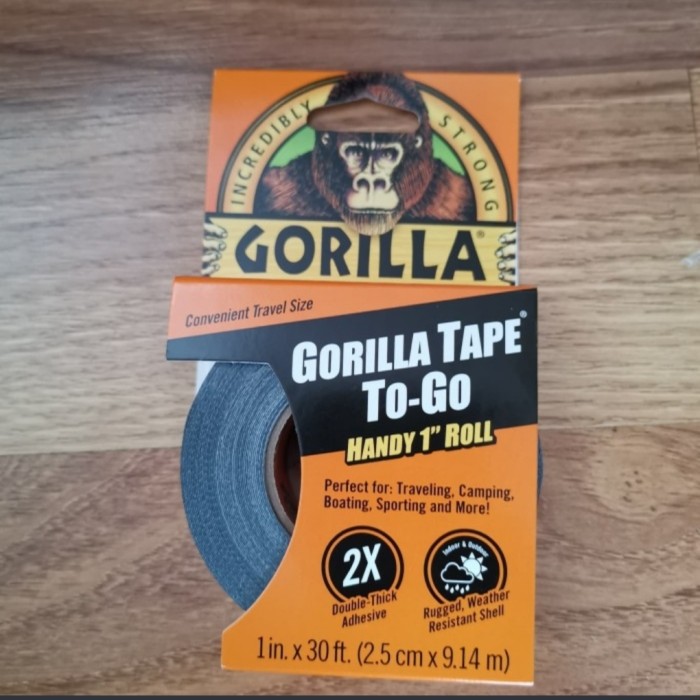 INCREDIBLY STRONG
GORILLA®
Convenient Travel Size
GORILLA TAPE®
TO-GO
HANDY 1” ROLL
Perfect for: Traveling, Camping,
Boating, Sporting and More!
2X
Double-Thick
Adhesive
Indoor & Outdoor
Rugged, Weather
Resistant Shell
1 in. x 30 ft. (2.5 cm x 9.14 m)